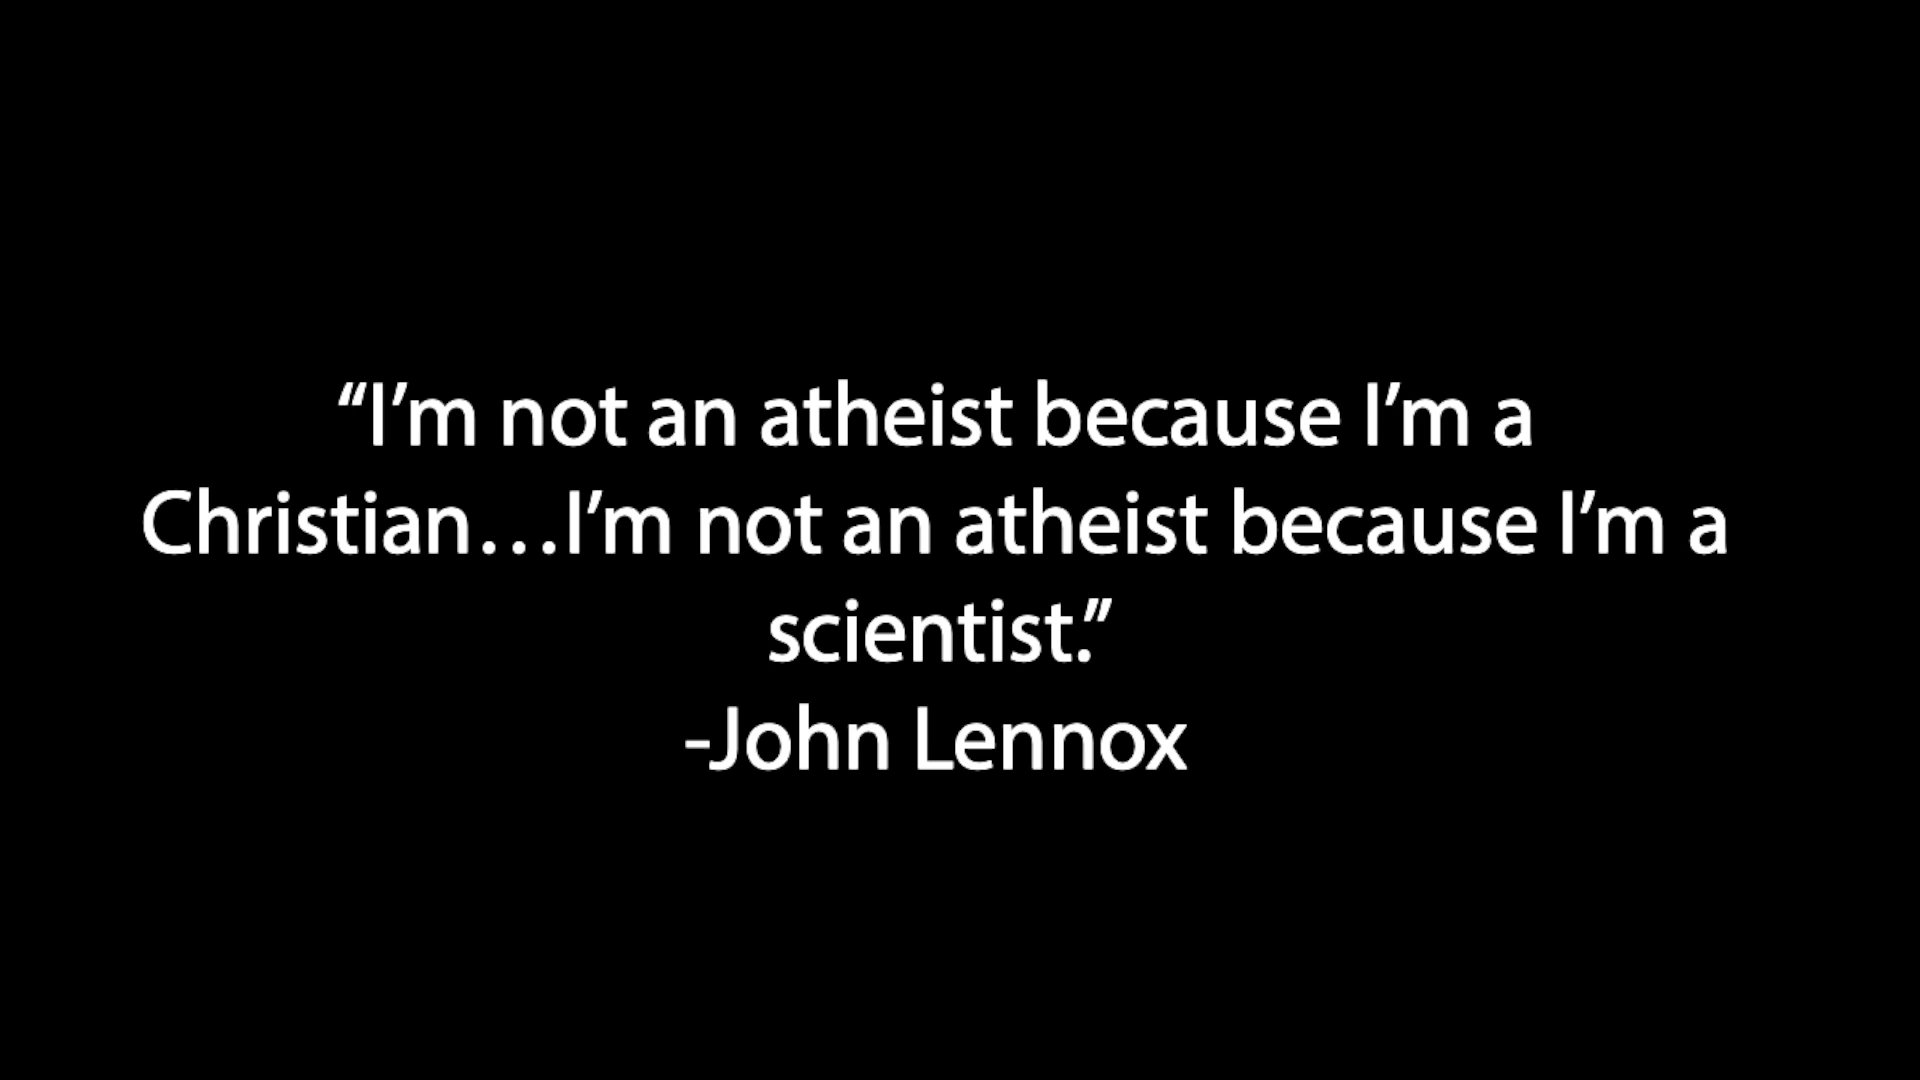 “I’m not an atheist because I’m a
Christian…I’m not an atheist because I’m a
scientist.”
-John Lennox